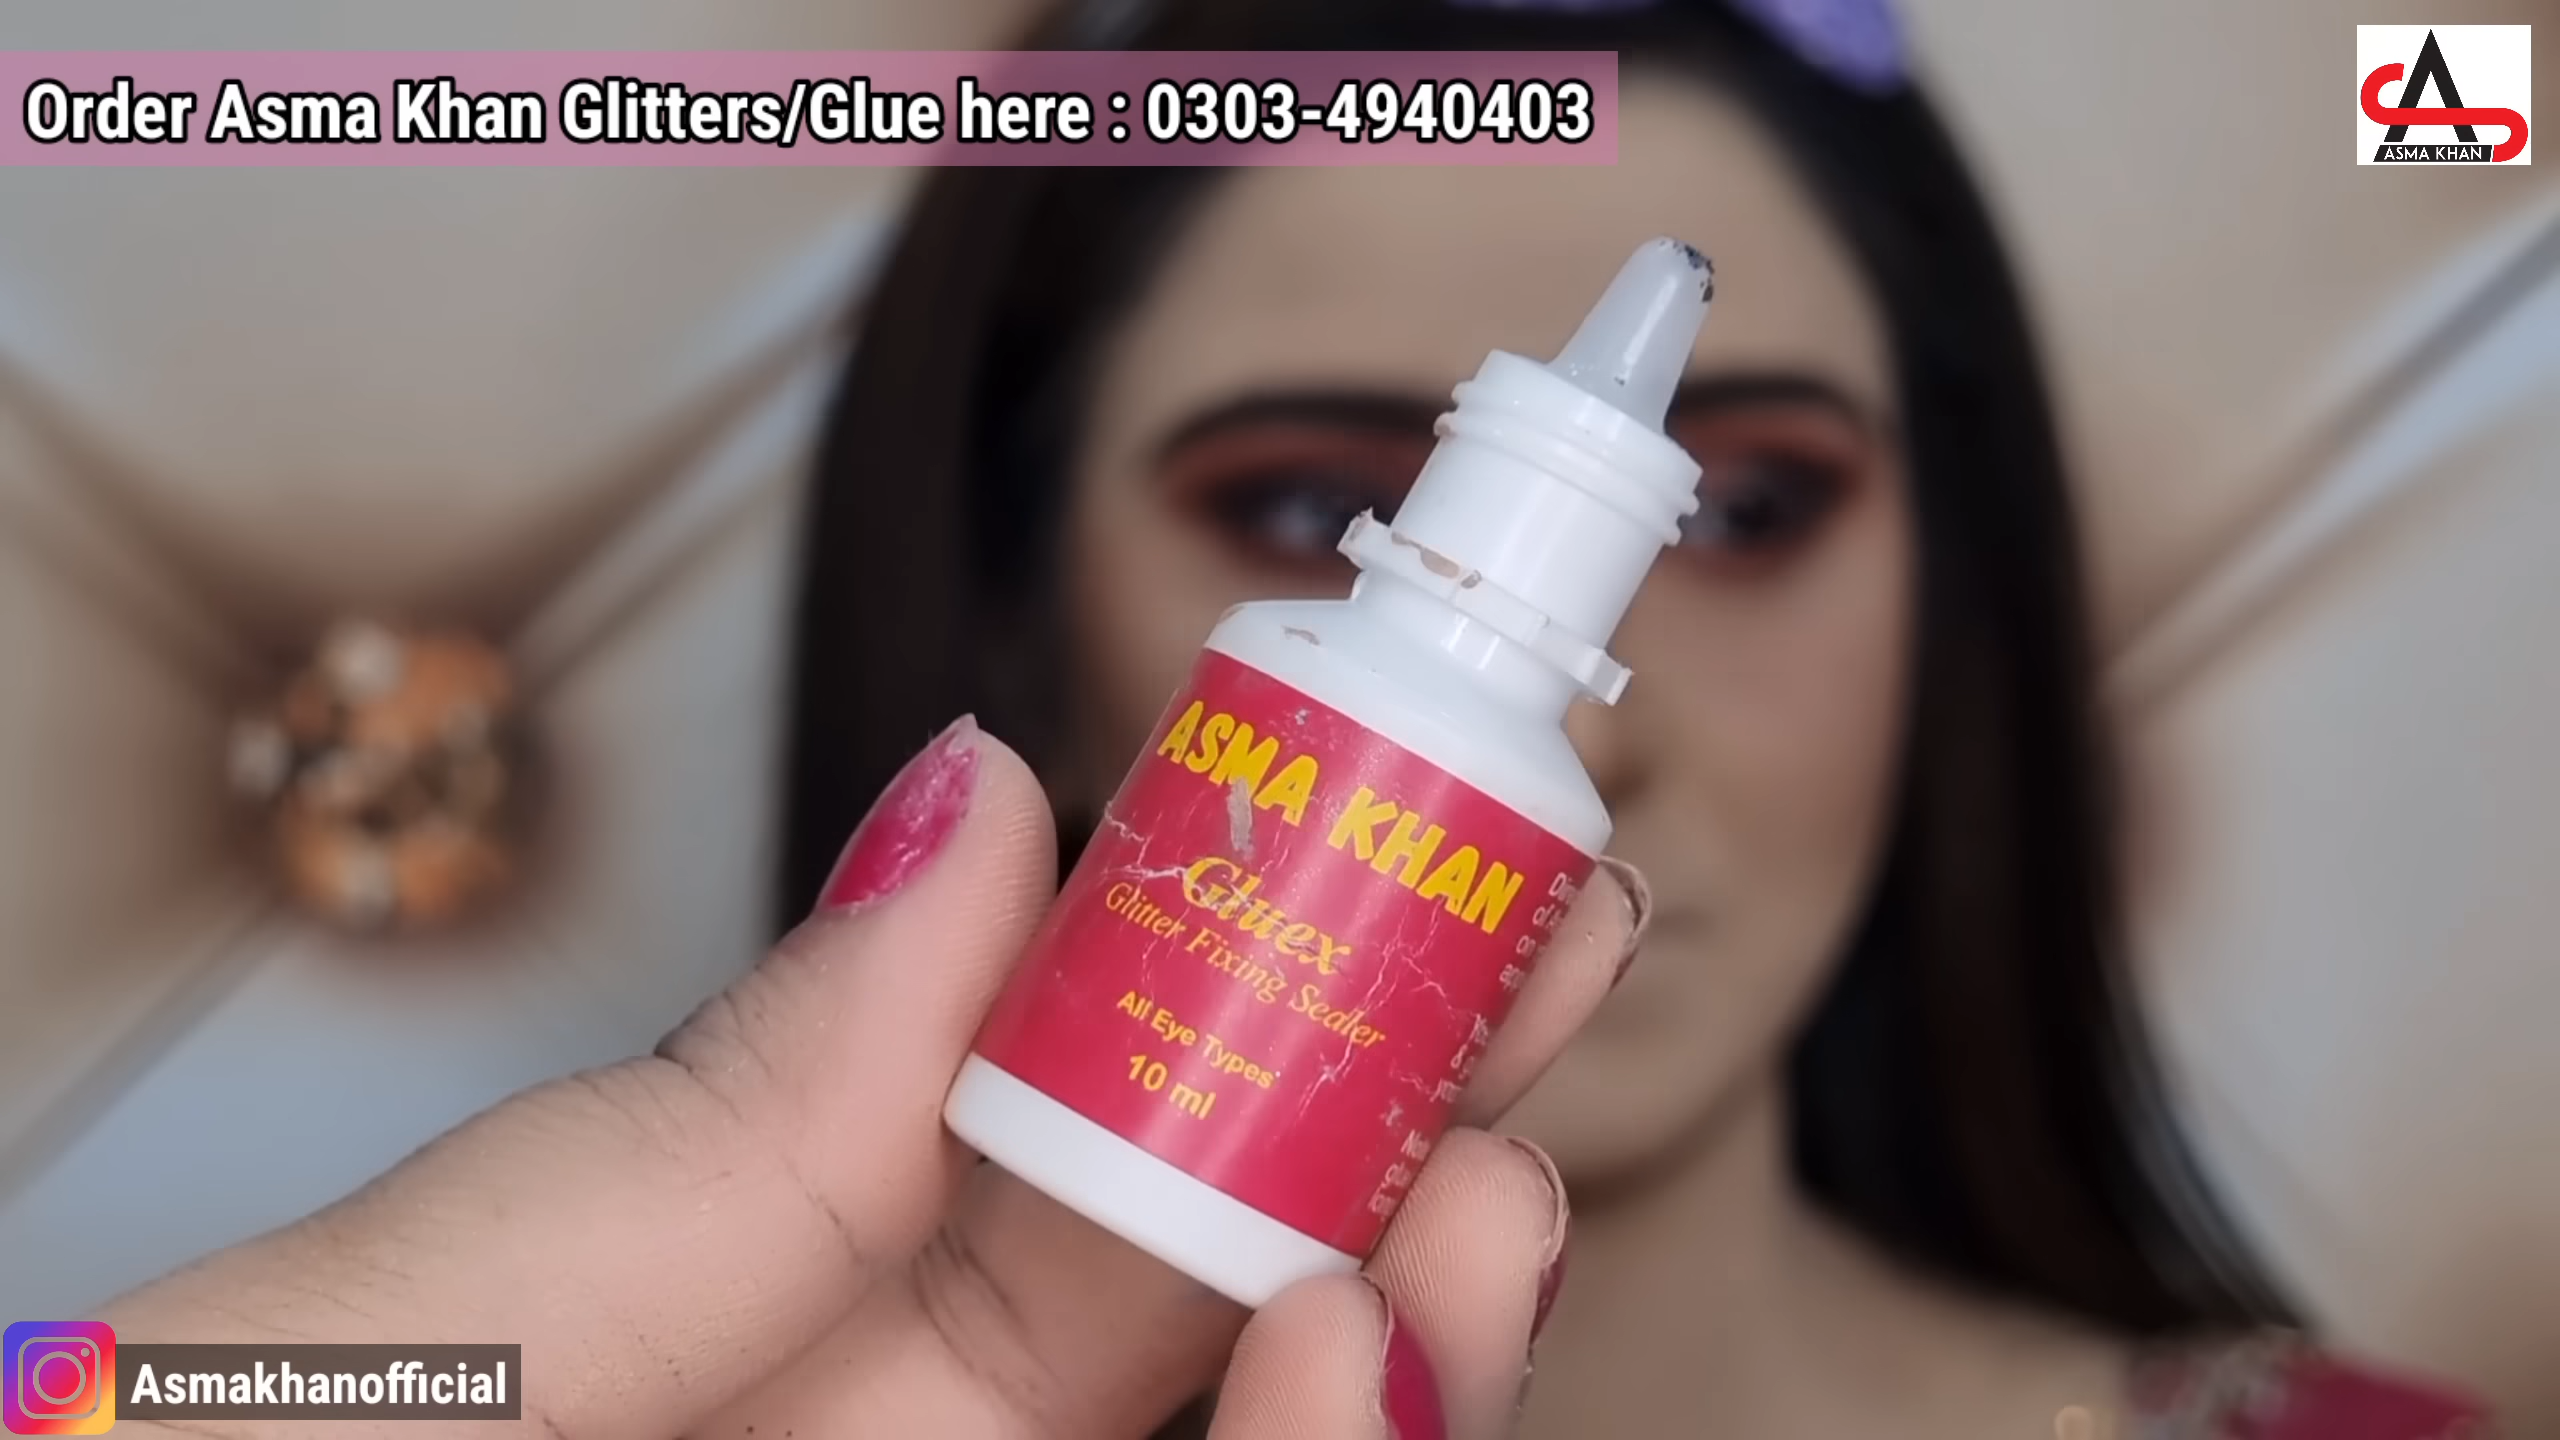 Order Asma Khan Glitters/Glue here : 0303-4940403
ASMA KHAN
ASMA KHAN
Gluex
Glitter Fixing Sealer
All Eye Types
10 ml
Asmakhanofficial